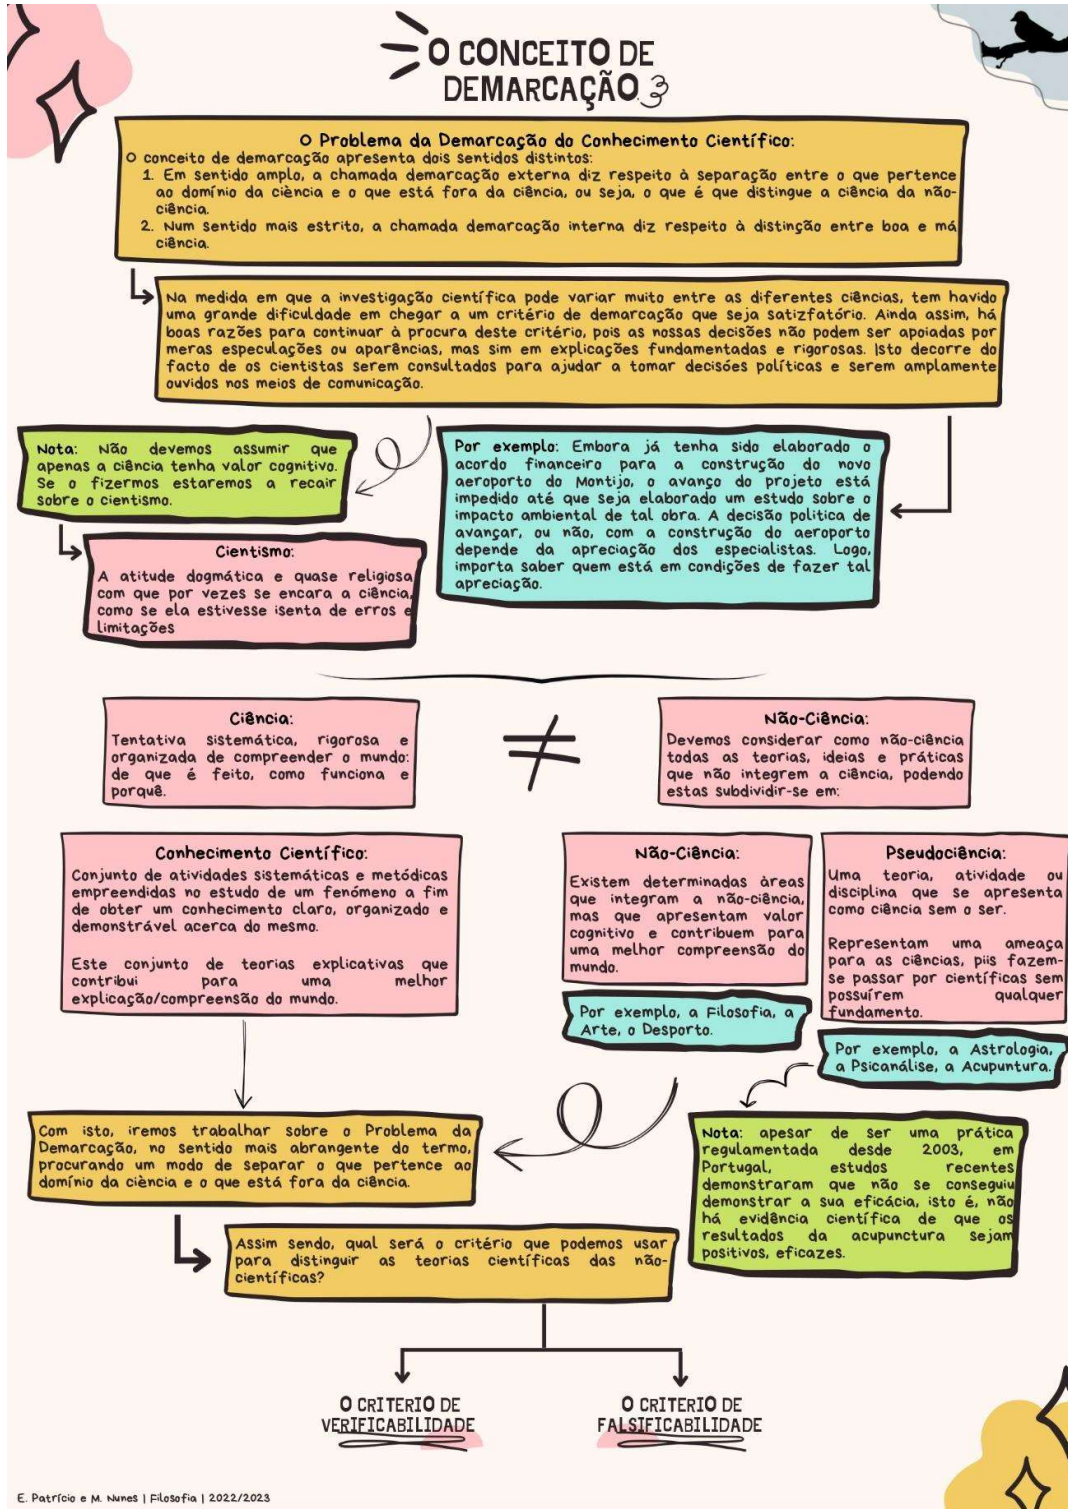 O CONCEITO DE
DEMARCAÇÃO
O Problema da Demarcação do Conhecimento Científico:
O conceito de demarcação apresenta dois sentidos distintos:
1. Em sentido amplo, a chamada demarcação externa diz respeito à separação entre o que pertence
ao domínio da ciència e o que está fora da ciência, ou seja, o que é que distingue a ciência da não-
ciência.
2. Num sentido mais estrito, a chamada demarcação interna diz respeito à distinção entre boa e má
ciência.
Na medida em que a investigação científica pode variar muito entre as diferentes ciências, tem havido
uma grande dificuldade em chegar a um critério de demarcação que seja satizfatório. Ainda assim, há
boas razões para continuar à procura deste critério, pois as nossas decisões não podem ser apoiadas por
meras especulações ou aparências, mas sim em explicações fundamentadas e rigorosas. Isto decorre do
facto de os cientistas serem consultados para ajudar a tomar decisões políticas e serem amplamente
ouvidos nos meios de comunicação.
Nota: Não devemos assumir que
apenas a ciência tenha valor cognitivo.
Se o fizermos estaremos a recair
sobre o cientismo.
Cientismo:
A atitude dogmática e quase religiosa
com que por vezes se encara a ciência,
como se ela estivesse isenta de erros e
limitações
Por exemplo: Embora já tenha sido elaborado o
acordo financeiro para a construção do novo
aeroporto do Montijo, o avanço do projeto está
impedido até que seja elaborado um estudo sobre o
impacto ambiental de tal obra. A decisão politica de
avançar, ou não, com a construção do aeroporto
depende da apreciação dos especialistas. Logo,
importa saber quem está em condições de fazer tal
apreciação.
Ciência:
Tentativa sistemática, rigorosa e
organizada de compreender o mundo:
de que é feito, como funciona e
porquê.
≠
Não-Ciência:
Devemos considerar como não-ciência
todas as teorias, ideias e práticas
que não integrem a ciência, podendo
estas subdividir-se em:
Conhecimento Científico:
Conjunto de atividades sistemáticas e metódicas
empreendidas no estudo de um fenómeno a fim
de obter um conhecimento claro, organizado e
demonstrável acerca do mesmo.
Este conjunto de teorias explicativas que
contribui para uma melhor
explicação/compreensão do mundo.
Não-Ciência:
Existem determinadas àreas
que integram a não-ciência,
mas que apresentam valor
cognitivo e contribuem para
uma melhor compreensão do
mundo.
Por exemplo, a Filosofia, a
Arte, o Desporto.
Pseudociência:
Uma teoria, atividade ou
disciplina que se apresenta
como ciência sem o ser.
Representam uma ameaça
para as ciências, piis fazem-
se passar por científicas sem
possuírem qualquer
fundamento.
Por exemplo, a Astrologia,
a Psicanálise, a Acupuntura.
Nota: apesar de ser uma prática
regulamentada desde 2003, em
Portugal, estudos recentes
demonstraram que não se conseguiu
demonstrar a sua eficácia, isto é, não
há evidência científica de que os
resultados da acupunctura sejam
positivos, eficazes.
Com isto, iremos trabalhar sobre o Problema da
Demarcação, no sentido mais abrangente do termo,
procurando um modo de separar o que pertence ao
domínio da ciència e o que está fora da ciência.
Assim sendo, qual será o critério que podemos usar
para distinguir as teorias científicas das não-
científicas?
O CRITERIO DE
VERIFICABILIDADE
O CRITERIO DE
FALSIFICABILIDADE
E. Patrício e M. Nunes | Filosofia | 2022/2023